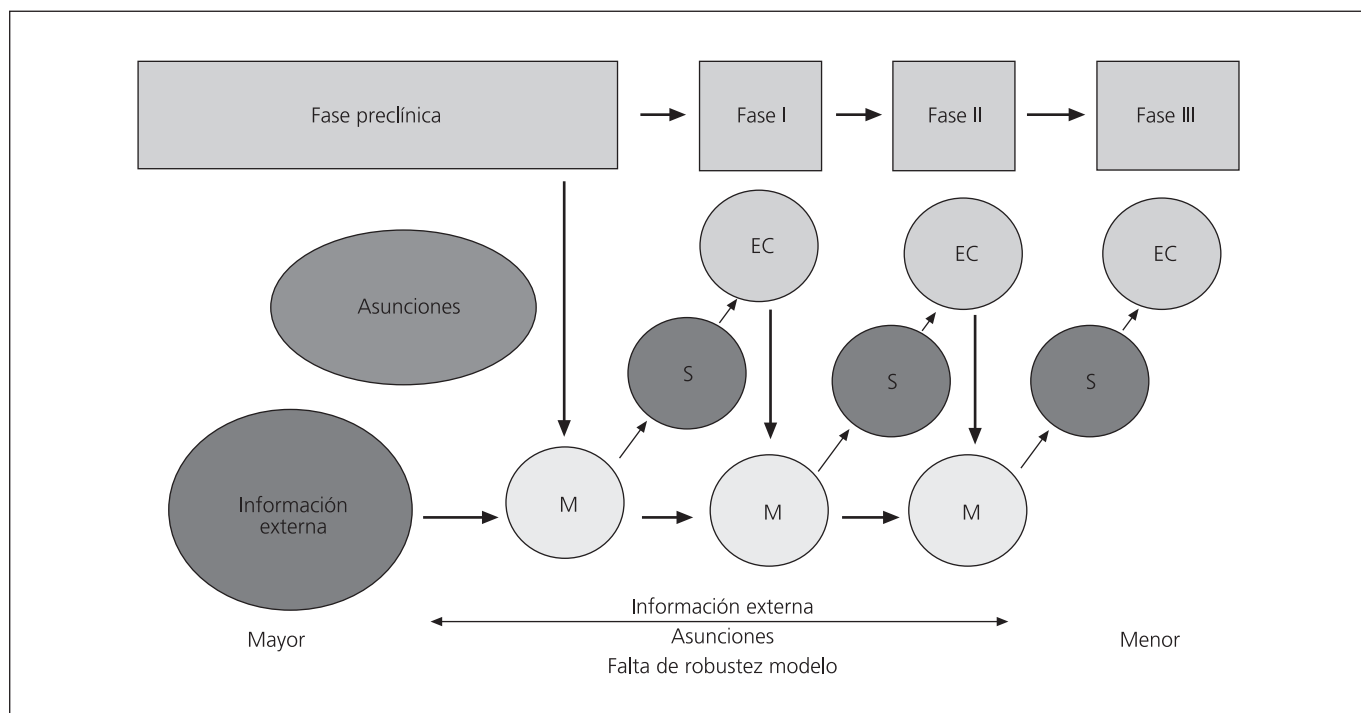 Fase preclínica
Fase I
Fase II
Fase III
EC
EC
EC
Asunciones
S
S
S
Información
externa
M
M
M
Información externa
Mayor
Asunciones
Menor
Falta de robustez modelo